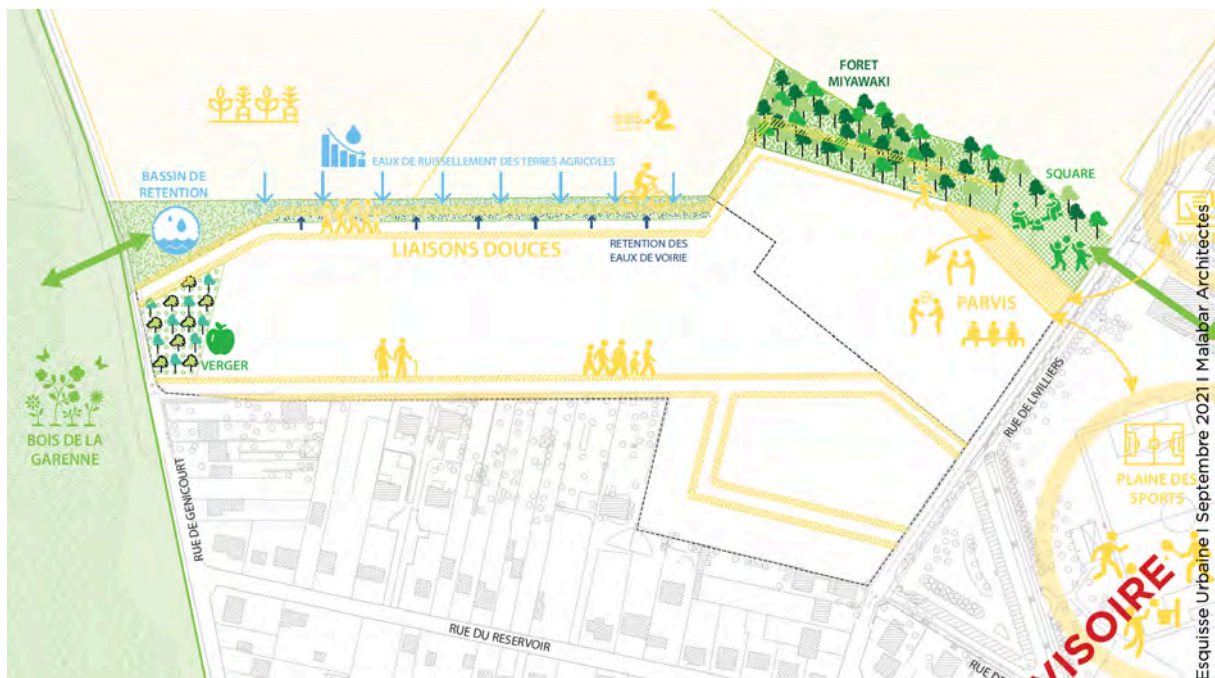 FORET
MIYAWAKI
EAUX DE RUISSELLEMENT DES TERRES AGRICOLES
BASSIN DE
RETENTION
SQUARE
LIAISONS DOUCES
RETENTION DES
EAUX DE VOIRIE
PARVIS
VERGER
BOIS DE LA
GARENNE
RUE DE GENICOURT
RUE DE LIVILLIERS
PLAINE DES
SPORTS
RUE DU RESERVOIR
RUE DE
VISOIRE
Esquisse Urbaine I Septembre 2021 I Malabar Architectes